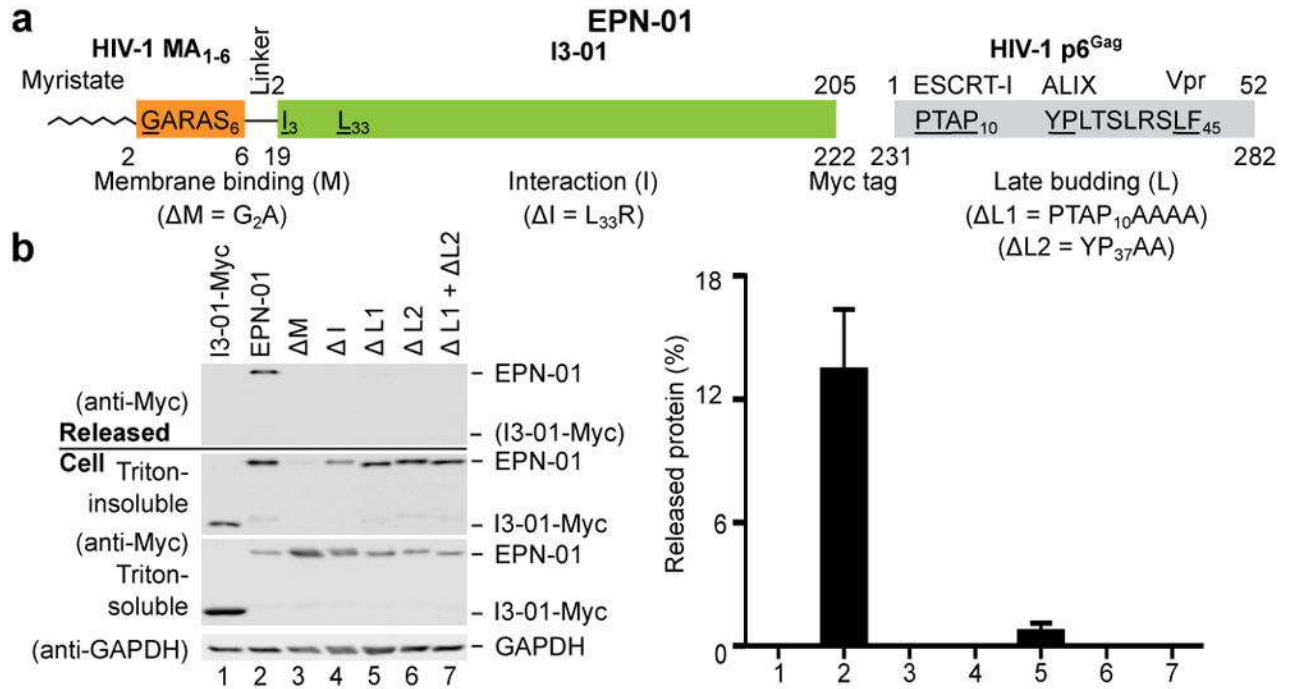 a
EPN-01
HIV-1 MA1-6
Linker
I3-01
HIV-1 p6Gag
Myristate
2
205
1
ESCRT-I
ALIX
Vpr
52
GARAS6
I3
L33
PTAP10
YPLTSLRSLF45
2
6
19
222
231
282
Membrane binding (M)
Interaction (I)
Myc tag
Late budding (L)
(ΔM = G2A)
(ΔI = L33R)
(ΔL1 = PTAP10AAAA)
(ΔL2 = YP37AA)
b
I3-01-Myc
EPN-01
ΔM
Δ I
Δ L1
Δ L2
Δ L1 + ΔL2
(anti-Myc)
Released
– EPN-01
– (I3-01-Myc)
Cell Triton-
insoluble
– EPN-01
– I3-01-Myc
(anti-Myc)
Triton-
soluble
– EPN-01
– I3-01-Myc
(anti-GAPDH)
– GAPDH
1 2 3 4 5 6 7
Released protein (%)
18
12
6
0
1 2 3 4 5 6 7